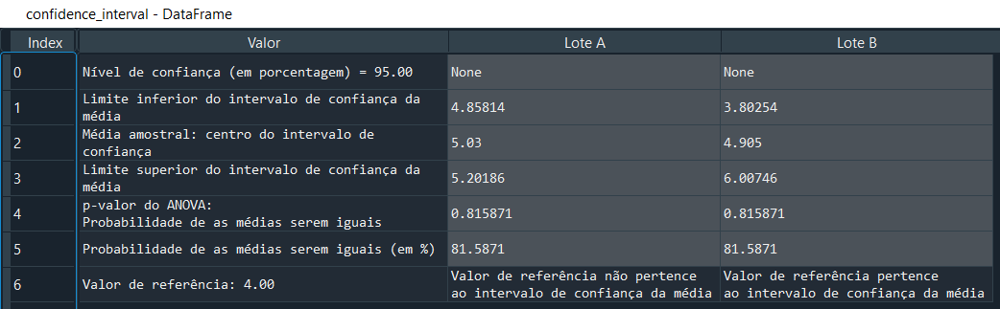 confidence_interval - DataFrame
Index Valor Lote A Lote B
0 Nível de confiança (em porcentagem) = 95.00 None None
1 Limite inferior do intervalo de confiança da média 4.85814 3.80254
2 Média amostral: centro do intervalo de confiança 5.03 4.905
3 Limite superior do intervalo de confiança da média 5.20186 6.00746
4 p-valor do ANOVA: Probabilidade de as médias serem iguais 0.815871 0.815871
5 Probabilidade de as médias serem iguais (em %) 81.5871 81.5871
6 Valor de referência: 4.00 Valor de referência não pertence ao intervalo de confiança da média Valor de referência pertence ao intervalo de confiança da média